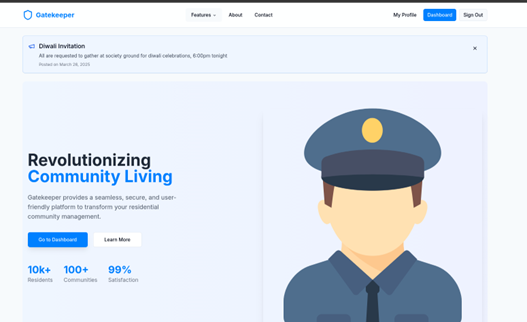 Gatekeeper
Features
About
Contact
My Profile
Dashboard
Sign Out
Diwali Invitation
All are requested to gather at society ground for diwali celebrations, 6:00pm tonight
Posted on March 26, 2025
Revolutionizing
Community Living
Gatekeeper provides a seamless, secure, and user-
friendly platform to transform your residential
community management.
Go to Dashboard
Learn More
10k+
100+
99%
Residents
Communities
Satisfaction